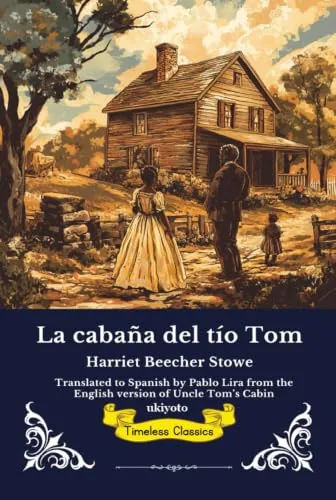 La cabaña del tío Tom
Harriet Beecher Stowe
Translated to Spanish by Pablo Lira from the
English version of Uncle Tom's Cabin
ukiyoto
Timeless Classics